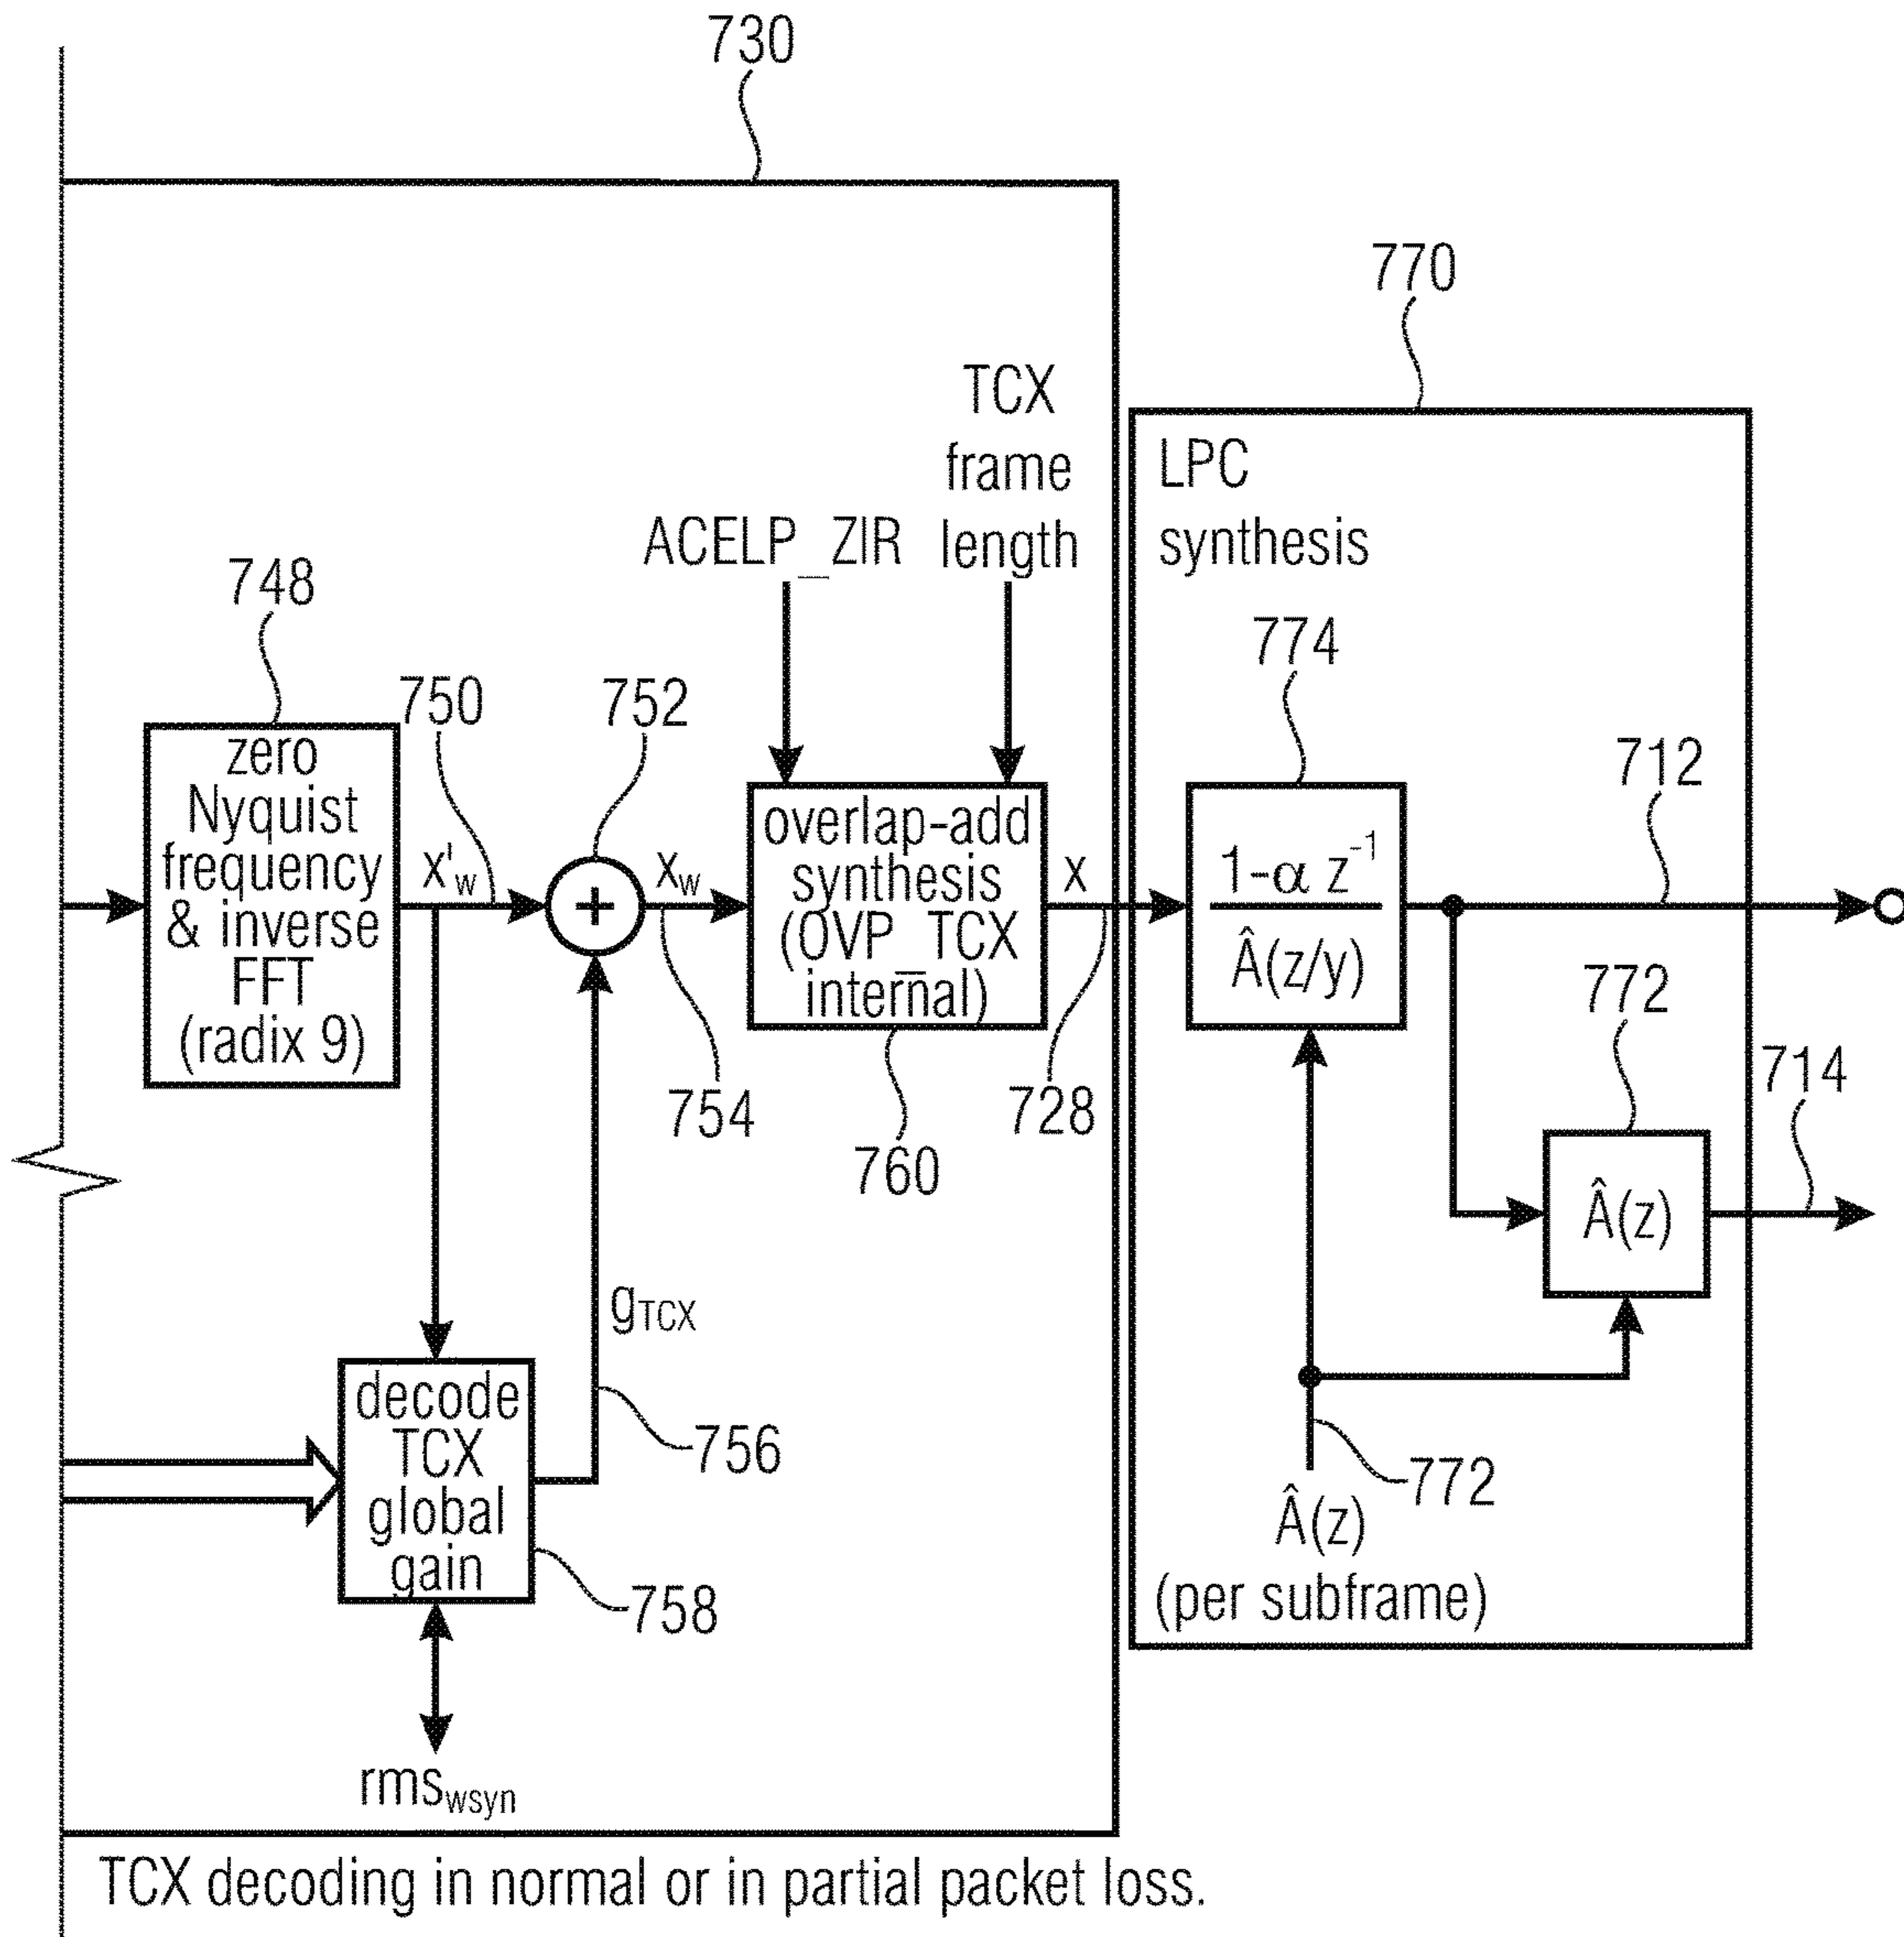 730
770
TCX
frame
length
ACELP_ZIR
LPC
synthesis
748
750
752
774
712
zero
Nyquist
frequency
& inverse
FFT
(radix 9)
x'w
+
xw
overlap-add
synthesis
(OVP_TCX
internal)
x
1-α z⁻¹
Â(z/y)
772
714
754
760
728
Â(z)
gTCX
756
decode
TCX
global
gain
758
772
Â(z)
(per subframe)
rmswsyn
TCX decoding in normal or in partial packet loss.